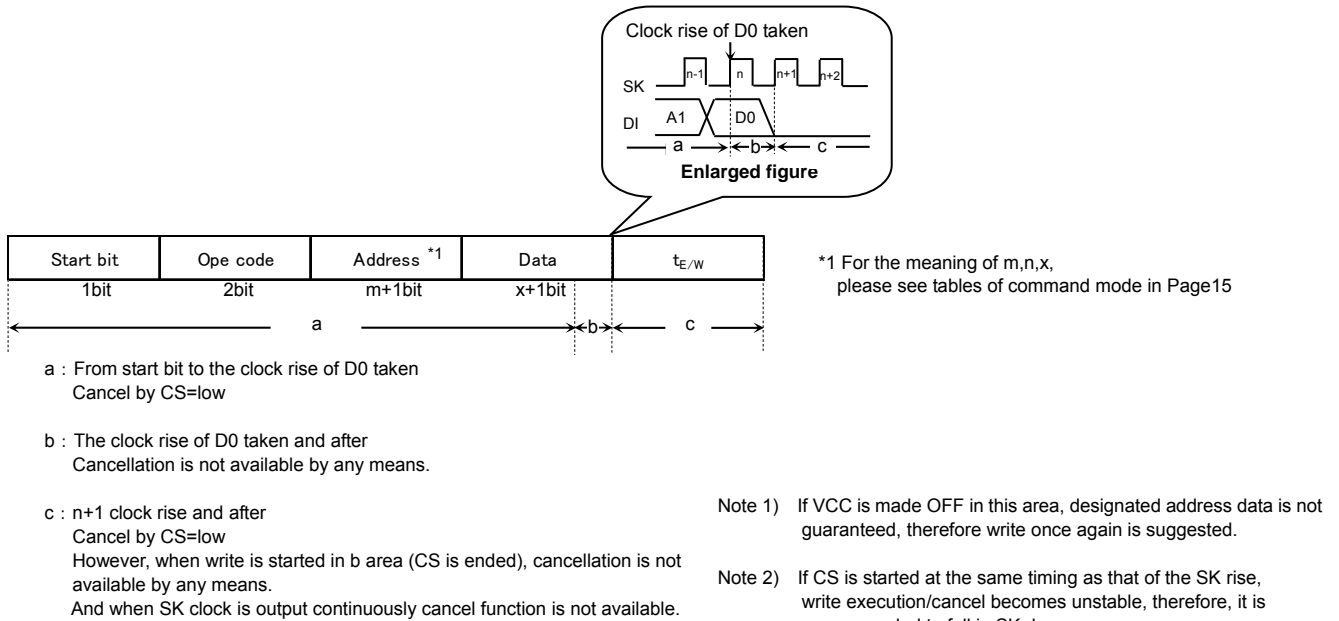 Clock rise of D0 taken
SK n-1 n n+1 n+2
DI A1 D0
a b c
Enlarged figure
Start bit Ope code Address *1 Data tE/W
1bit 2bit m+1bit x+1bit
a b c
*1 For the meaning of m,n,x,
please see tables of command mode in Page15
a : From start bit to the clock rise of D0 taken
Cancel by CS=low
b : The clock rise of D0 taken and after
Cancellation is not available by any means.
c : n+1 clock rise and after
Cancel by CS=low
However, when write is started in b area (CS is ended), cancellation is not
available by any means.
And when SK clock is output continuously cancel function is not available.
Note 1) If VCC is made OFF in this area, designated address data is not
guaranteed, therefore write once again is suggested.
Note 2) If CS is started at the same timing as that of the SK rise,
write execution/cancel becomes unstable, therefore, it is